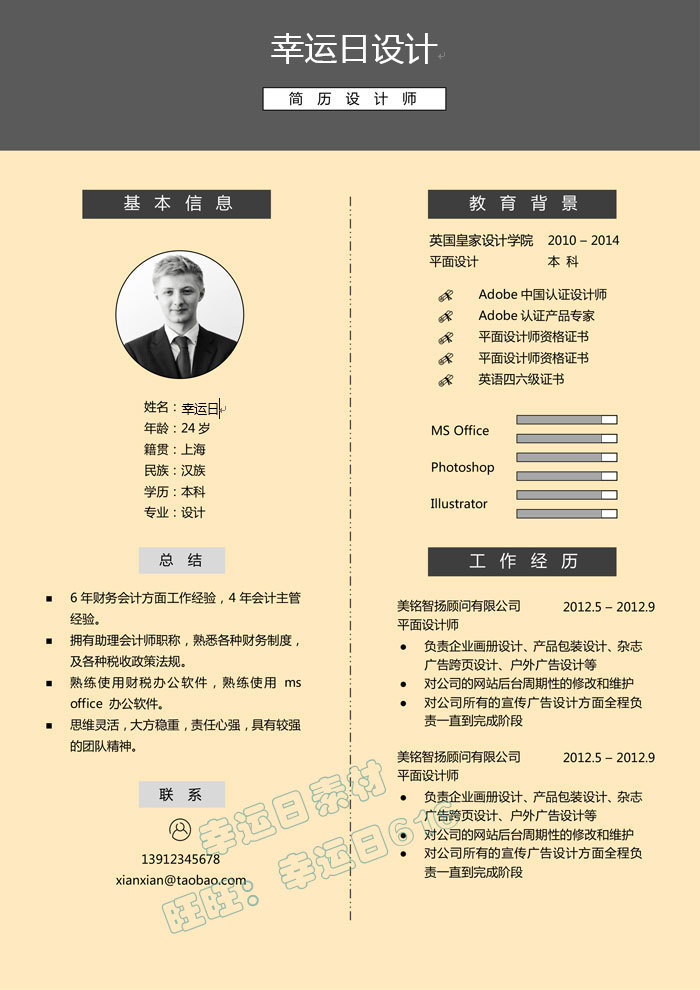 幸运日设计
简历设计师
基本信息
姓名：幸运日
年龄：24 岁
籍贯：上海
民族：汉族
学历：本科
专业：设计
总结
6 年财务会计方面工作经验，4 年会计主管
经验。
拥有助理会计师职称，熟悉各种财务制度，
及各种税收政策法规。
熟练使用财税办公软件，熟练使用 ms
office 办公软件。
思维灵活，大方稳重，责任心强，具有较强
的团队精神。
联系
13912345678
xianxian@taobao.com
教育背景
英国皇家设计学院 2010 – 2014
平面设计 本 科
Adobe 中国认证设计师
Adobe 认证产品专家
平面设计师资格证书
平面设计师资格证书
英语四六级证书
MS Office
Photoshop
Illustrator
工作经历
美铭智扬顾问有限公司 2012.5 – 2012.9
平面设计师
负责企业画册设计、产品包装设计、杂志
广告跨页设计、户外广告设计等
对公司的网站后台周期性的修改和维护
对公司所有的宣传广告设计方面全程负
责一直到完成阶段
美铭智扬顾问有限公司 2012.5 – 2012.9
平面设计师
负责企业画册设计、产品包装设计、杂志
广告跨页设计、户外广告设计等
对公司的网站后台周期性的修改和维护
对公司所有的宣传广告设计方面全程负
责一直到完成阶段
幸运日素材
旺旺：幸运日616